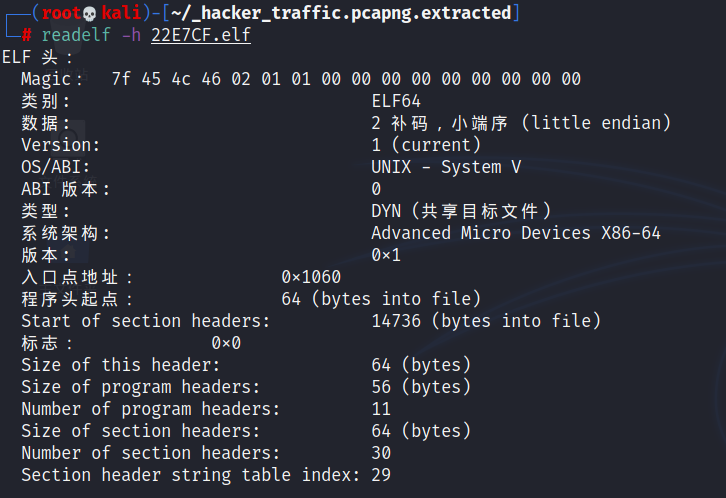 ┌──(root💀kali)-[~/_hacker_traffic.pcapng.extracted]
└─# readelf -h 22E7CF.elf
ELF 头：
  Magic：  7f 45 4c 46 02 01 01 00 00 00 00 00 00 00 00 00
  类别:                              ELF64
  数据:                              2 补码，小端序 (little endian)
  Version:                           1 (current)
  OS/ABI:                            UNIX - System V
  ABI 版本:                          0
  类型:                              DYN (共享目标文件)
  系统架构:                          Advanced Micro Devices X86-64
  版本:                              0×1
  入口点地址：              0×1060
  程序头起点：              64 (bytes into file)
  Start of section headers:          14736 (bytes into file)
  标志：             0×0
  Size of this header:               64 (bytes)
  Size of program headers:           56 (bytes)
  Number of program headers:         11
  Size of section headers:           64 (bytes)
  Number of section headers:         30
  Section header string table index: 29